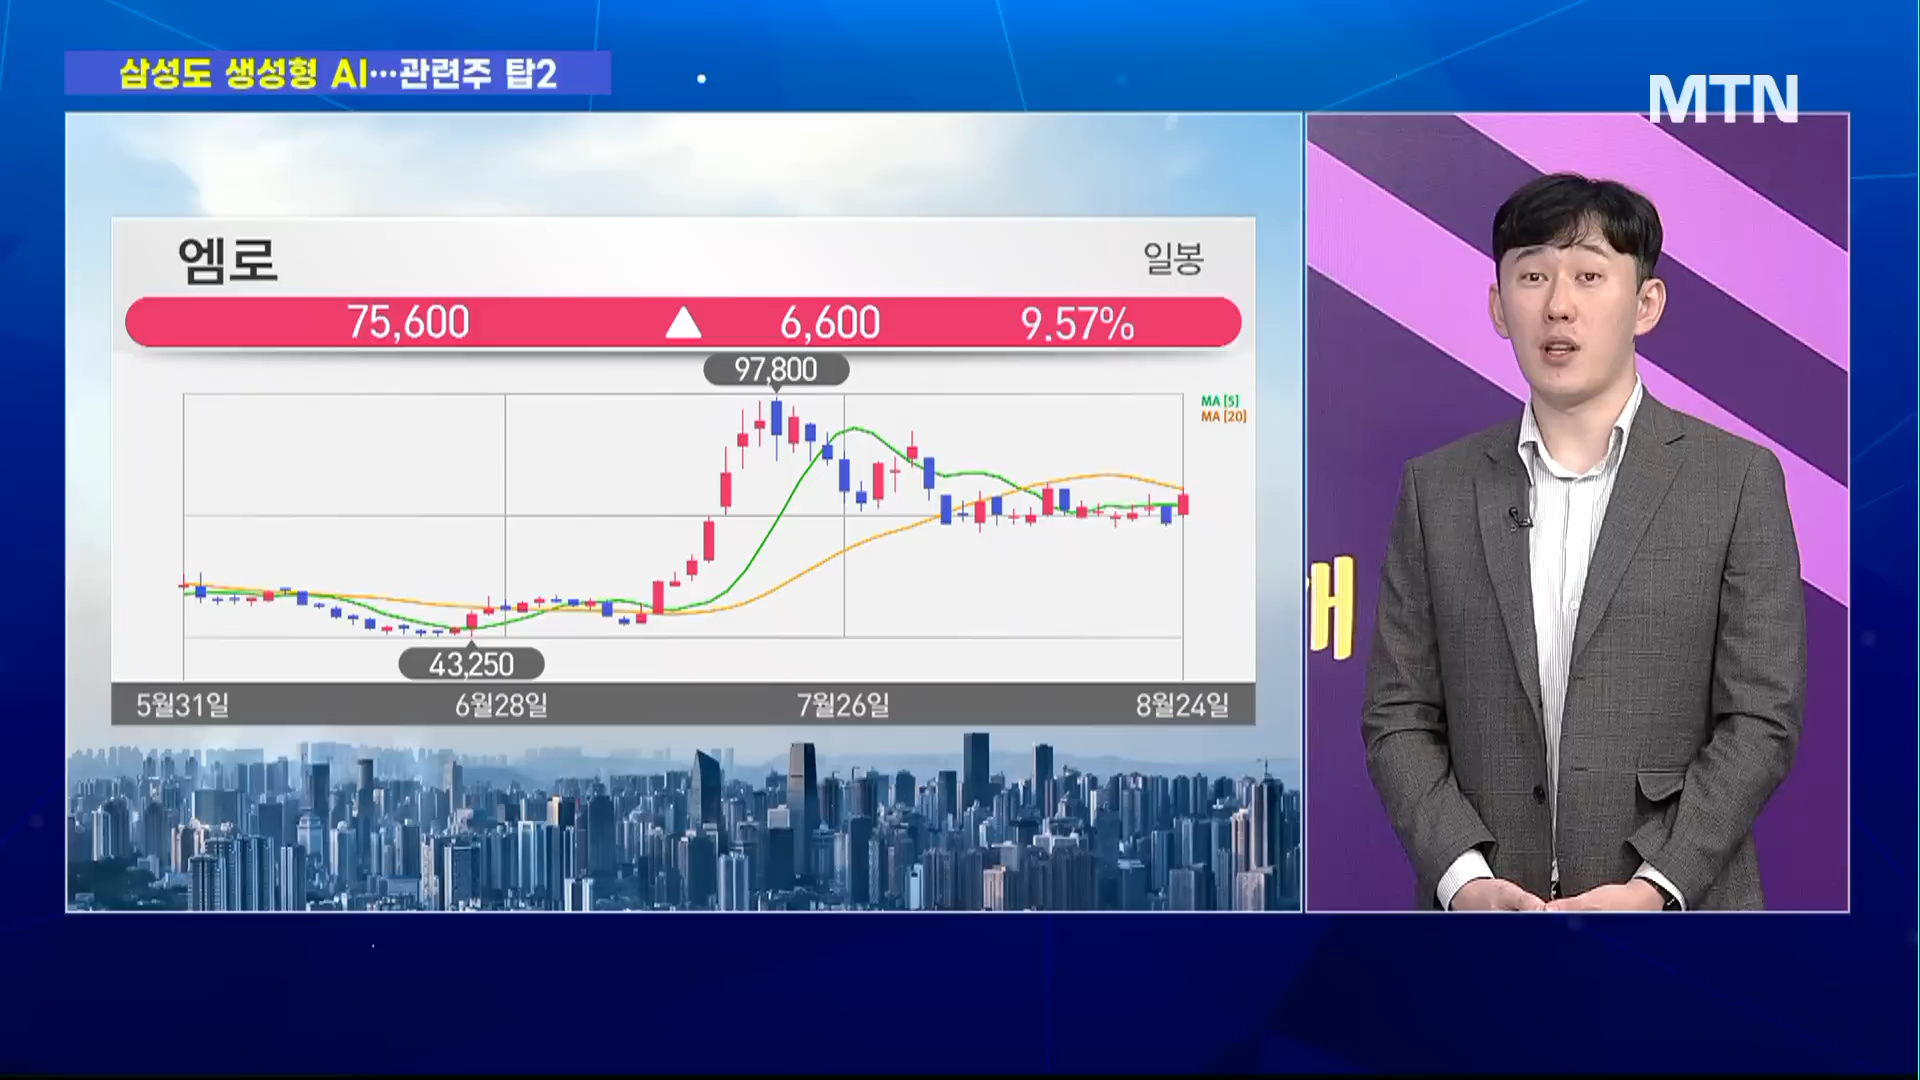 삼성도 생성형 AI…관련주 탑2
MTN
엠로
일봉
75,600 ▲ 6,600 9.57%
97,800
MA [5]
MA [20]
43,250
5월31일 6월28일 7월26일 8월24일